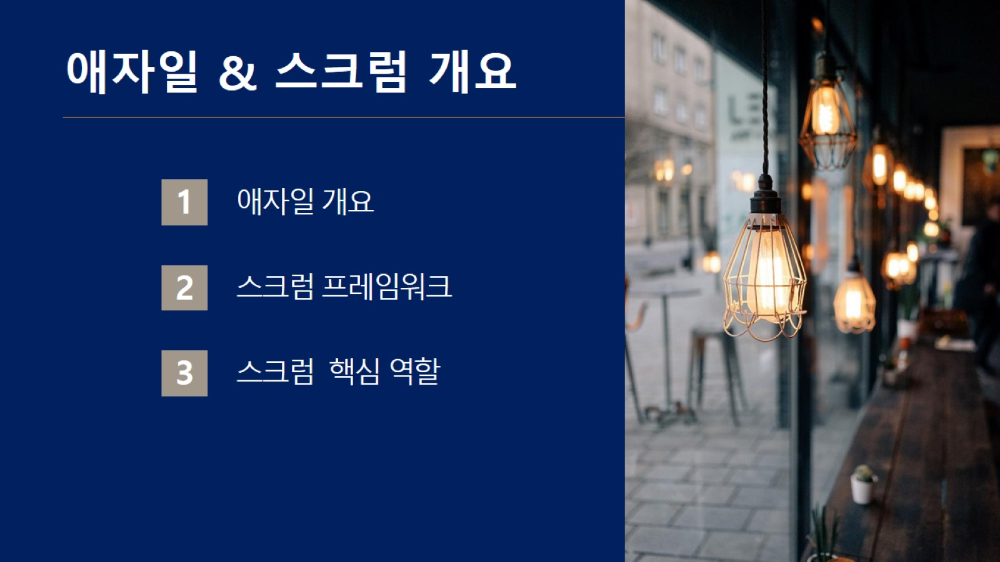 애자일 & 스크럼 개요
1 애자일 개요
2 스크럼 프레임워크
3 스크럼 핵심 역할